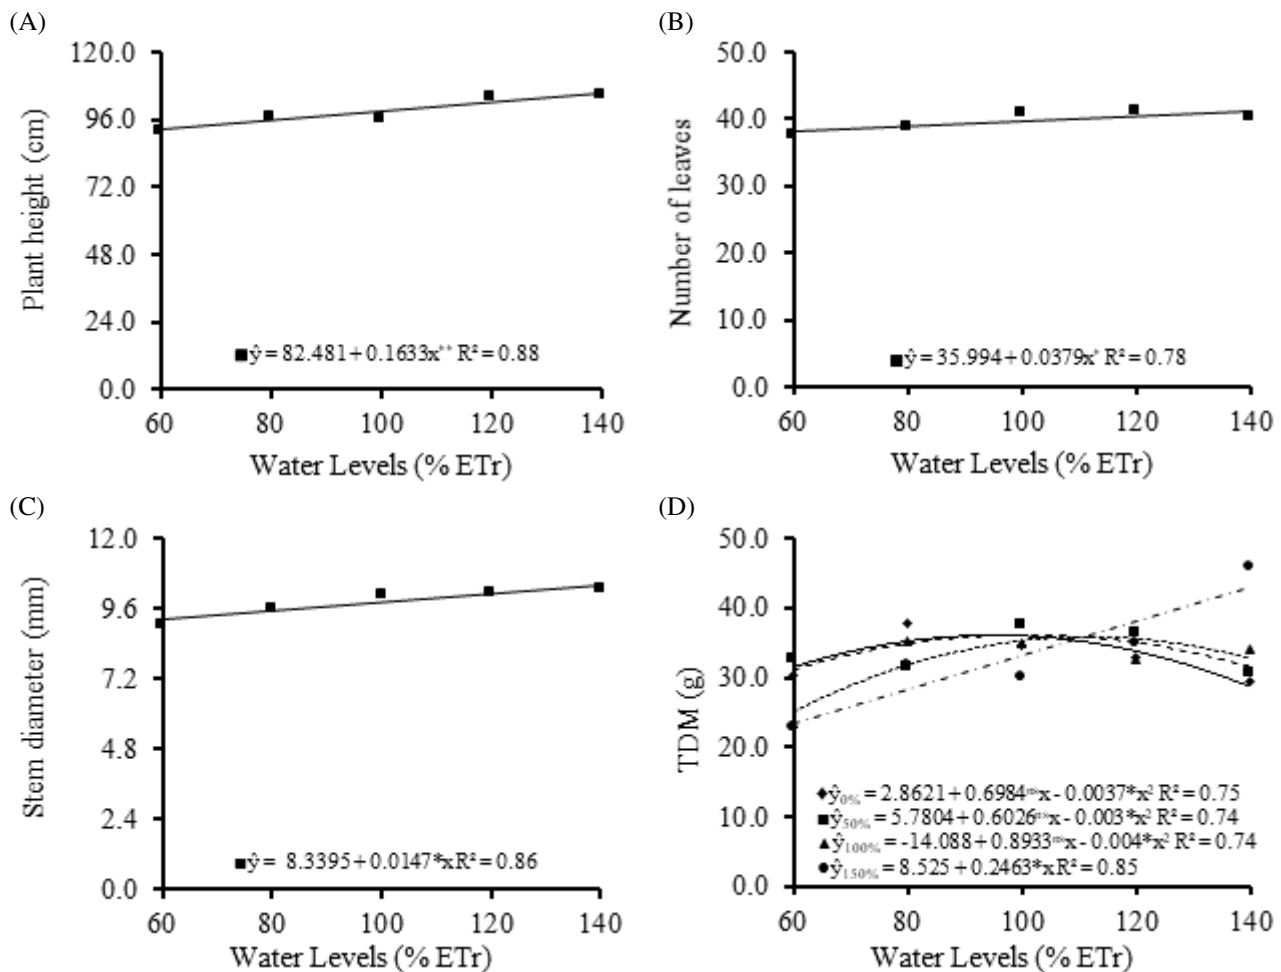 (A)
120.0
96.0
72.0
48.0
24.0
0.0
Plant height (cm)
ŷ = 82.481 + 0.1633x** R² = 0.88
60 80 100 120 140
Water Levels (% ETr)
(B)
50.0
40.0
30.0
20.0
10.0
0.0
Number of leaves
ŷ = 35.994 + 0.0379x* R² = 0.78
60 80 100 120 140
Water Levels (% ETr)
(C)
12.0
9.6
7.2
4.8
2.4
0.0
Stem diameter (mm)
ŷ = 8.3395 + 0.0147*x R² = 0.86
60 80 100 120 140
Water Levels (% ETr)
(D)
50.0
40.0
30.0
20.0
10.0
0.0
TDM (g)
ŷ0% = 2.8621 + 0.6984ⁿˢx - 0.0037*x² R² = 0.75
ŷ50% = 5.7804 + 0.6026ⁿˢx - 0.003*x² R² = 0.74
ŷ100% = -14.088 + 0.8933ⁿˢx - 0.004*x² R² = 0.74
ŷ150% = 8.525 + 0.2463*x R² = 0.85
60 80 100 120 140
Water Levels (% ETr)